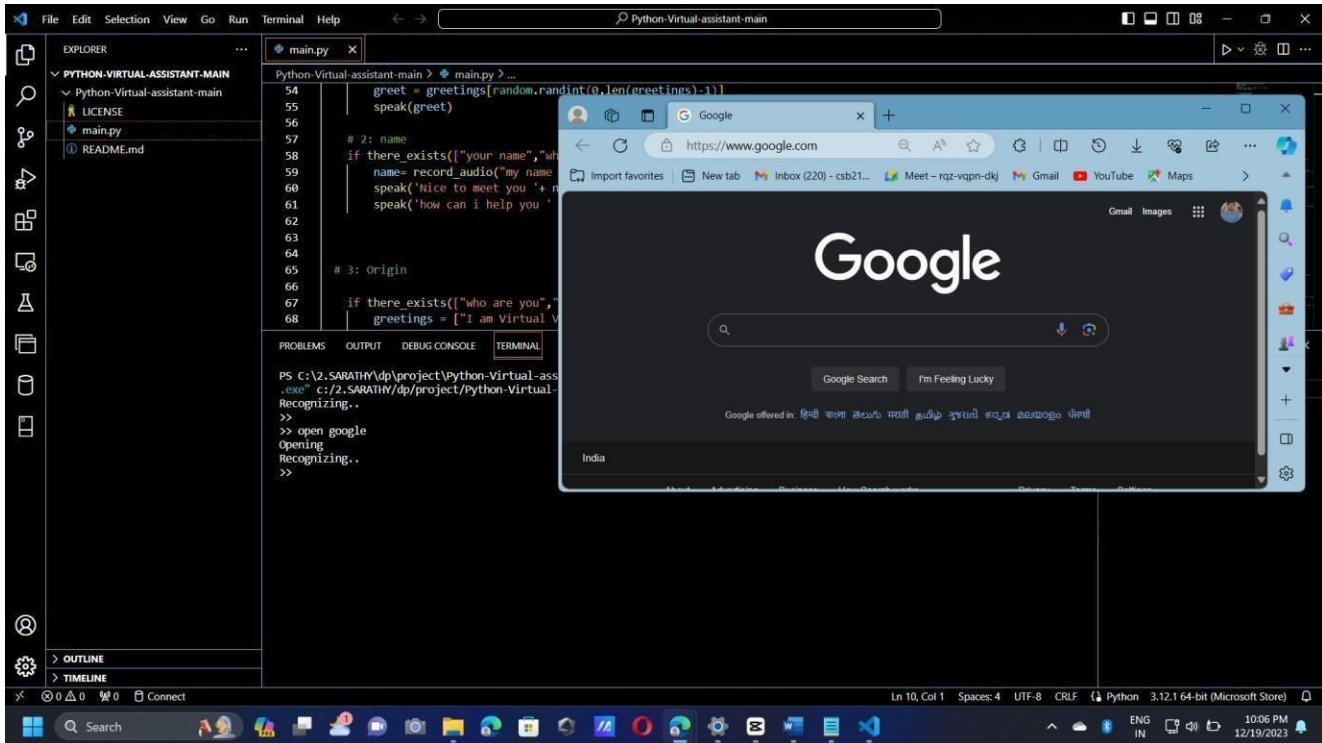 File Edit Selection View Go Run Terminal Help
Python-Virtual-assistant-main
EXPLORER
PYTHON-VIRTUAL-ASSISTANT-MAIN
Python-Virtual-assistant-main
LICENSE
main.py
README.md
OUTLINE
TIMELINE
main.py
Python-Virtual-assistant-main > main.py > ...
54 greet = greetings[random.randint(0,len(greetings)-1)]
55 speak(greet)
56
57 # 2: name
58 if there_exists(["your name","wh
59 name= record_audio("my name
60 speak('Nice to meet you '+ n
61 speak('how can i help you '
62
63
64
65 # 3: Origin
66
67 if there_exists(["who are you","
68 greetings = ["I am Virtual V
PROBLEMS OUTPUT DEBUG CONSOLE TERMINAL
PS C:\2.SARATHY\dp\project\Python-Virtual-ass
.exe" c:/2.SARATHY/dp/project/Python-Virtual-
Recognizing..
>>
>> open google
Opening
Recognizing..
>>
Google
https://www.google.com
Import favorites New tab Inbox (220) - csb21... Meet – rqz-vqpn-dkj Gmail YouTube Maps
Gmail Images
Google
Google Search I'm Feeling Lucky
Google offered in: हिन्दी বাংলা తెలుగు मराठी தமிழ் ગુજરાતી ಕನ್ನಡ മലയാളം ਪੰਜਾਬੀ
India
0 0 0 Connect
Ln 10, Col 1 Spaces: 4 UTF-8 CRLF Python 3.12.1 64-bit (Microsoft Store)
Search
ENG
IN
10:06 PM
12/19/2023